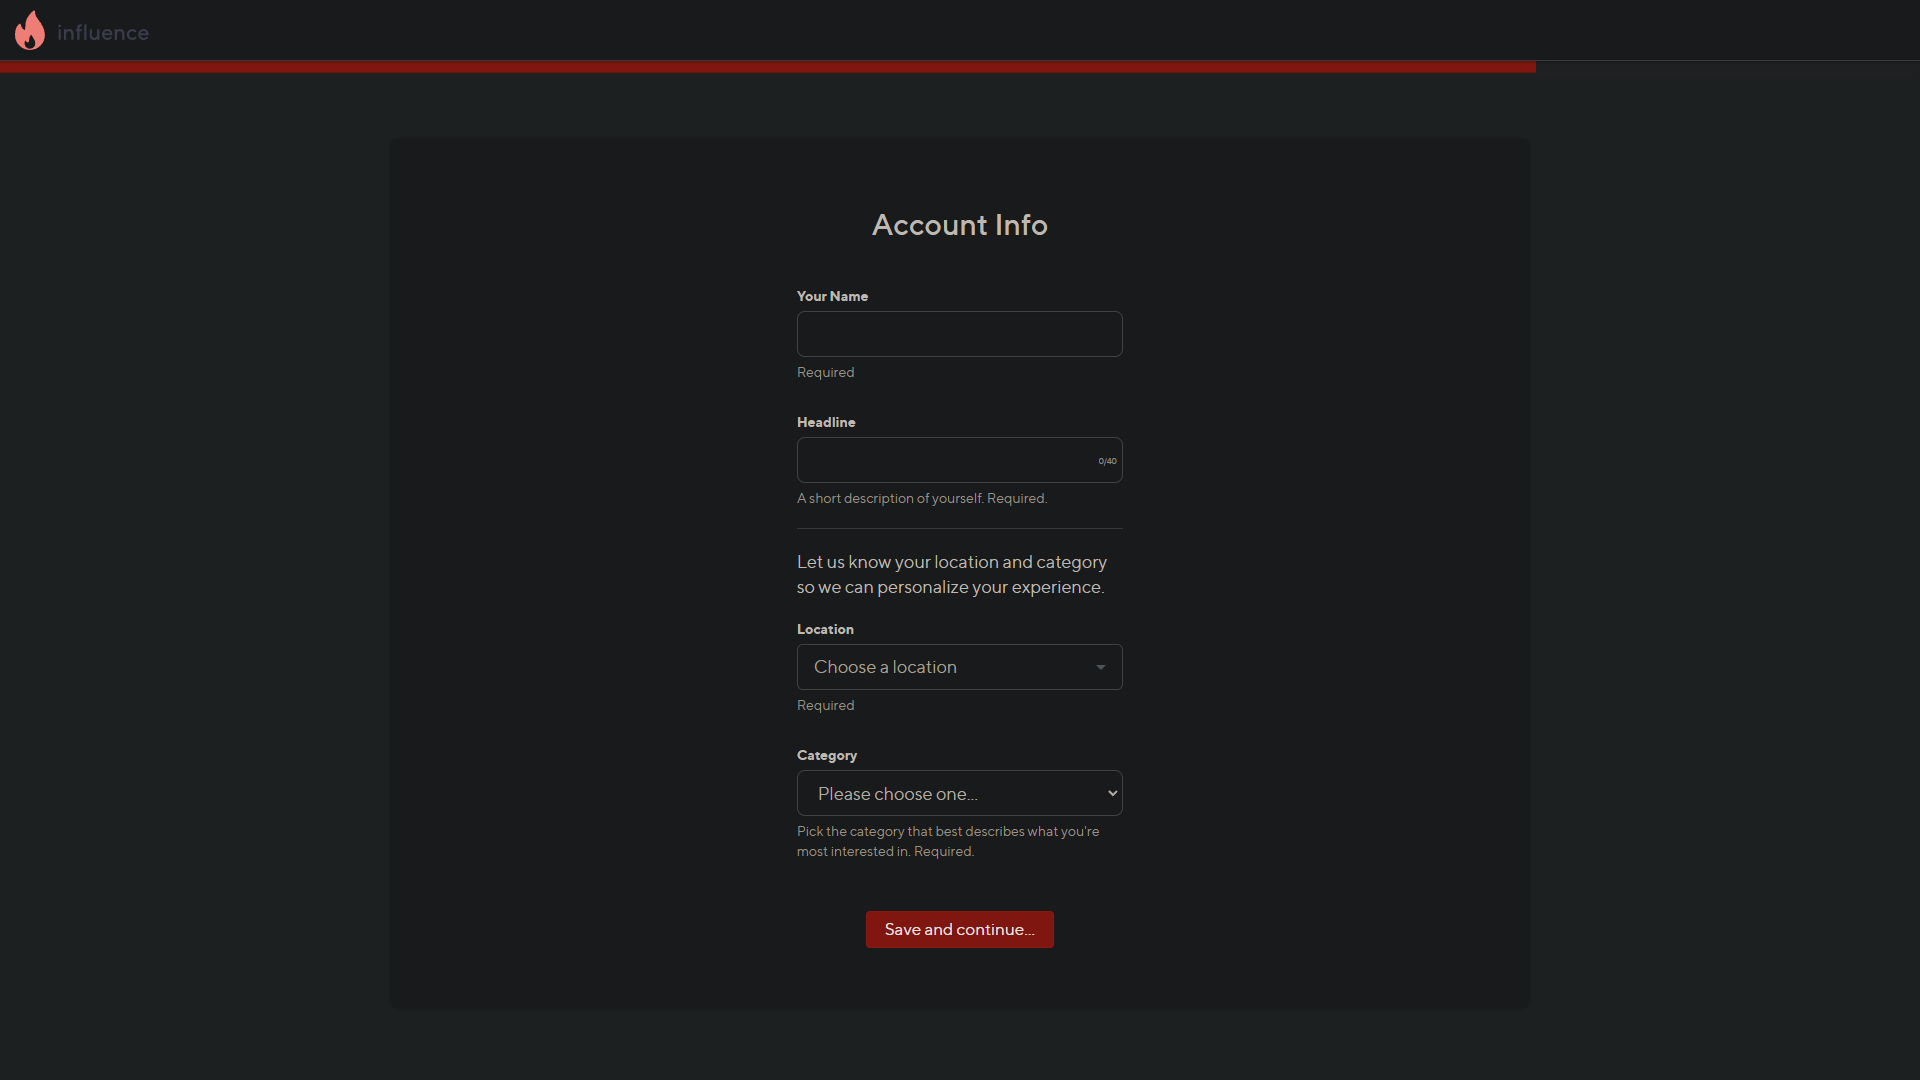 influence
Account Info
Your Name
Required
Headline
0/40
A short description of yourself. Required.
Let us know your location and category
so we can personalize your experience.
Location
Choose a location
Required
Category
Please choose one...
Pick the category that best describes what you're
most interested in. Required.
Save and continue...